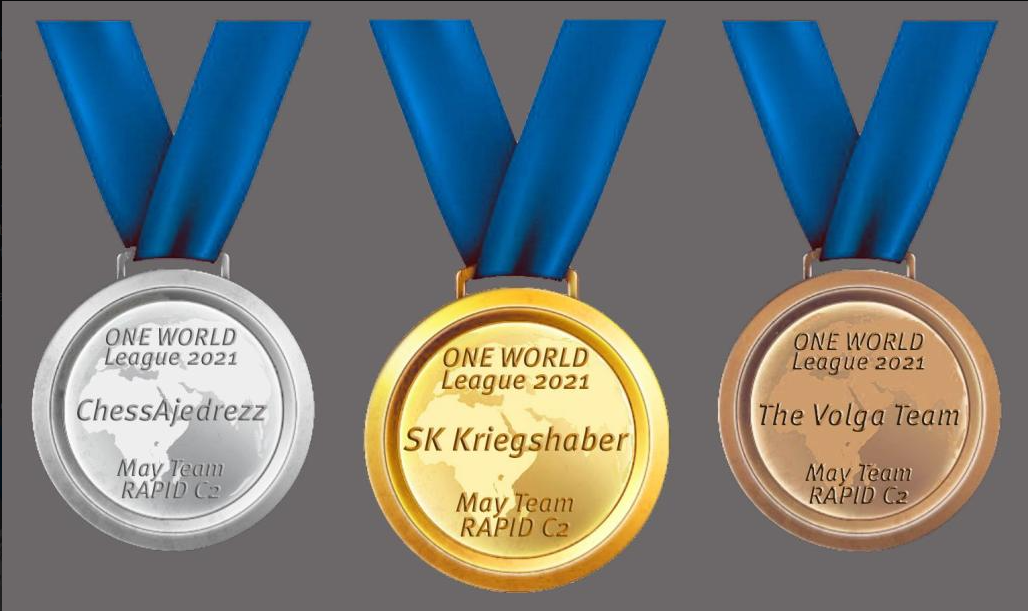 ONE WORLD
League 2021
ChessAjedrezz
May Team
RAPID C2
ONE WORLD
League 2021
SK Kriegshaber
May Team
RAPID C2
ONE WORLD
League 2021
The Volga Team
May Team
RAPID C2